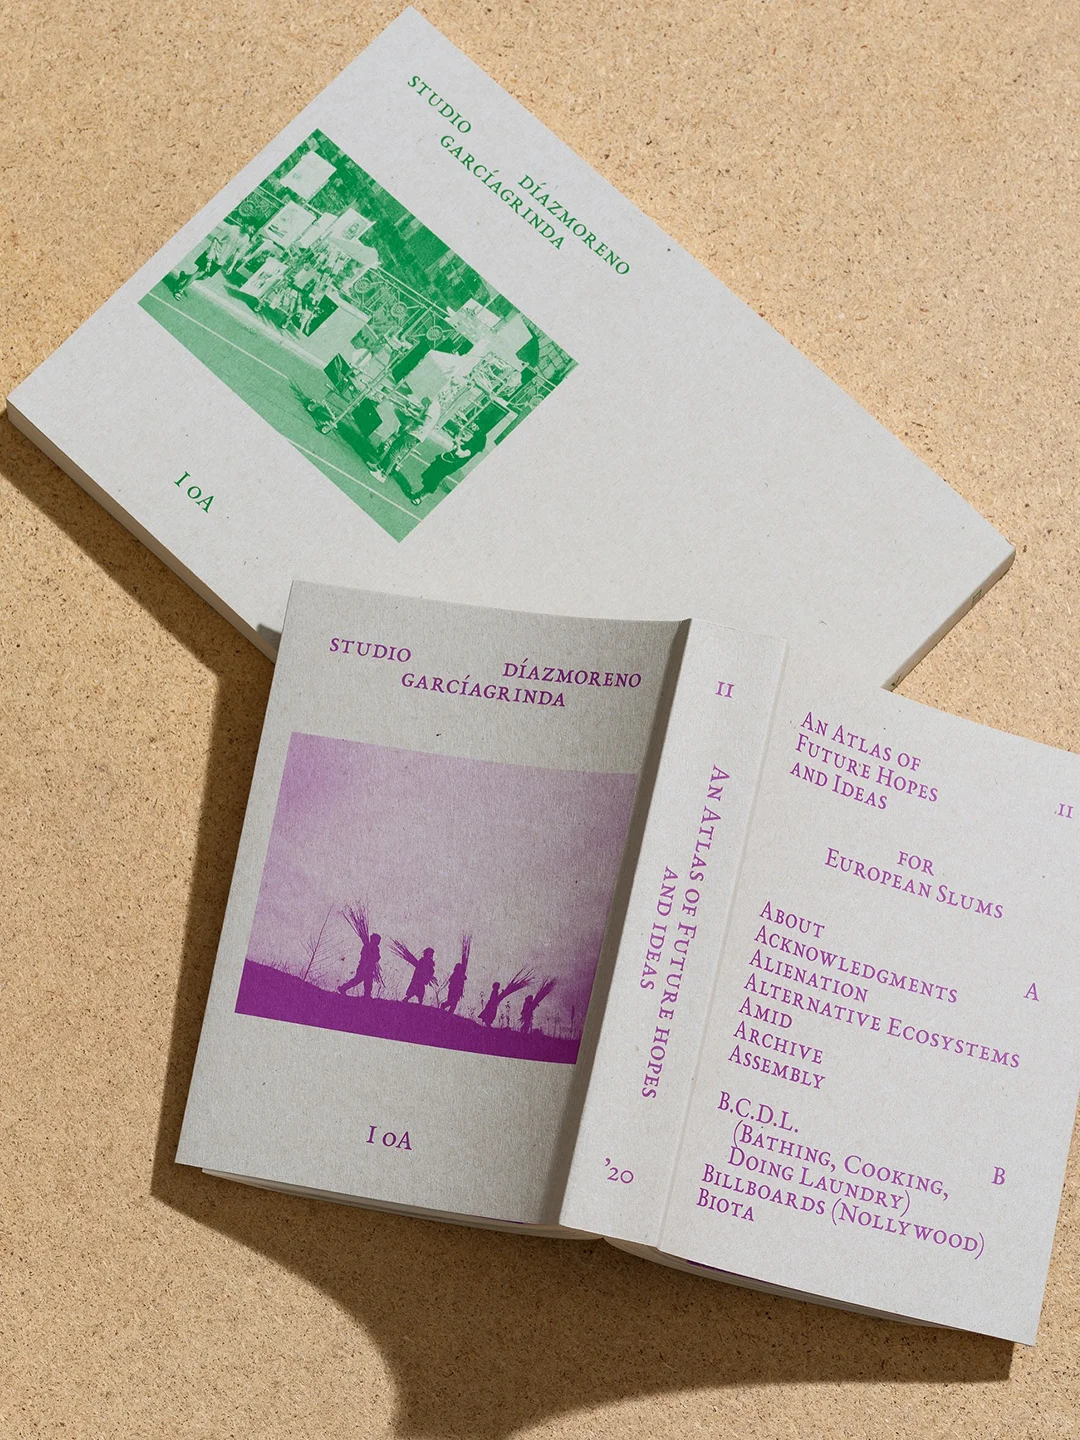 STUDIO
DÍAZMORENO
GARCÍAGRINDA
I OA
STUDIO
DÍAZMORENO
GARCÍAGRINDA
I OA
II
AN ATLAS OF FUTURE HOPES
AND IDEAS
'20
AN ATLAS OF
FUTURE HOPES
AND IDEAS
II
FOR
EUROPEAN SLUMS
ABOUT
ACKNOWLEDGMENTS
A
ALIENATION
ALTERNATIVE ECOSYSTEMS
AMID
ARCHIVE
ASSEMBLY
B.C.D.L.
(BATHING, COOKING,
B
DOING LAUNDRY)
BILLBOARDS (NOLLYWOOD)
BIOTA